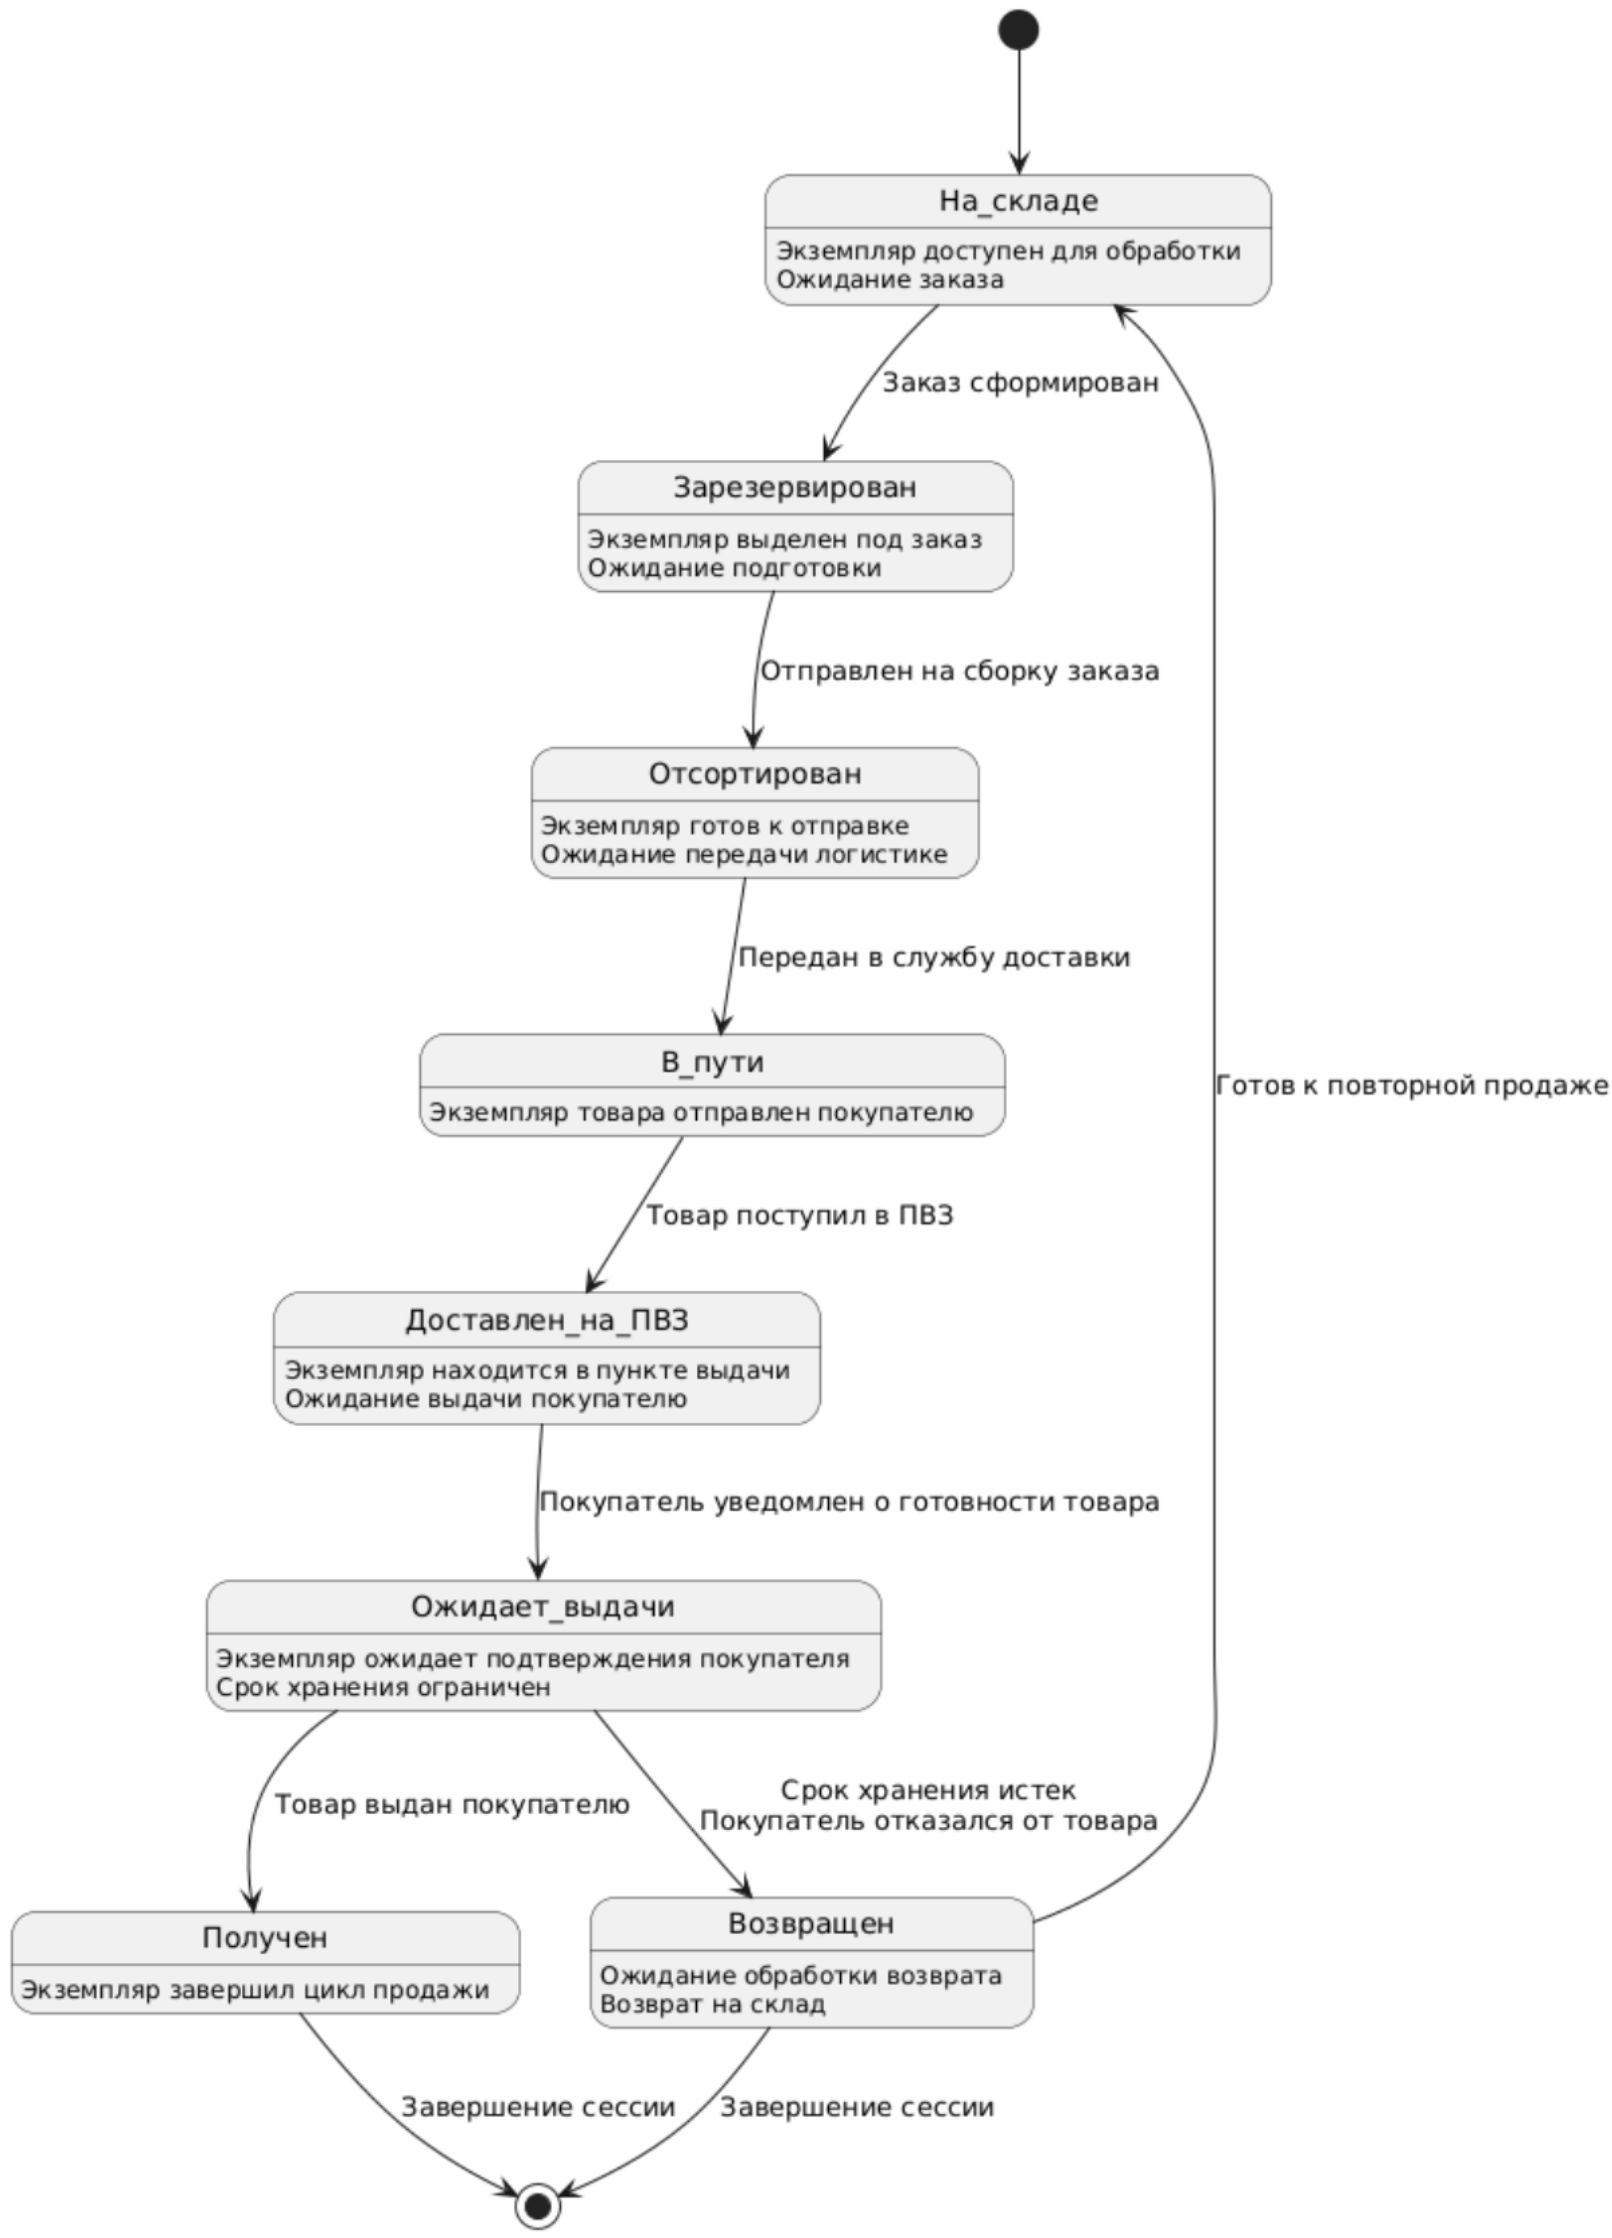 На_складе
Экземпляр доступен для обработки
Ожидание заказа
Заказ сформирован
Зарезервирован
Экземпляр выделен под заказ
Ожидание подготовки
Отправлен на сборку заказа
Отсортирован
Экземпляр готов к отправке
Ожидание передачи логистике
Передан в службу доставки
В_пути
Экземпляр товара отправлен покупателю
Готов к повторной продаже
Товар поступил в ПВЗ
Доставлен_на_ПВЗ
Экземпляр находится в пункте выдачи
Ожидание выдачи покупателю
Покупатель уведомлен о готовности товара
Ожидает_выдачи
Экземпляр ожидает подтверждения покупателя
Срок хранения ограничен
Товар выдан покупателю
Срок хранения истек
Покупатель отказался от товара
Получен
Экземпляр завершил цикл продажи
Возвращен
Ожидание обработки возврата
Возврат на склад
Завершение сессии
Завершение сессии